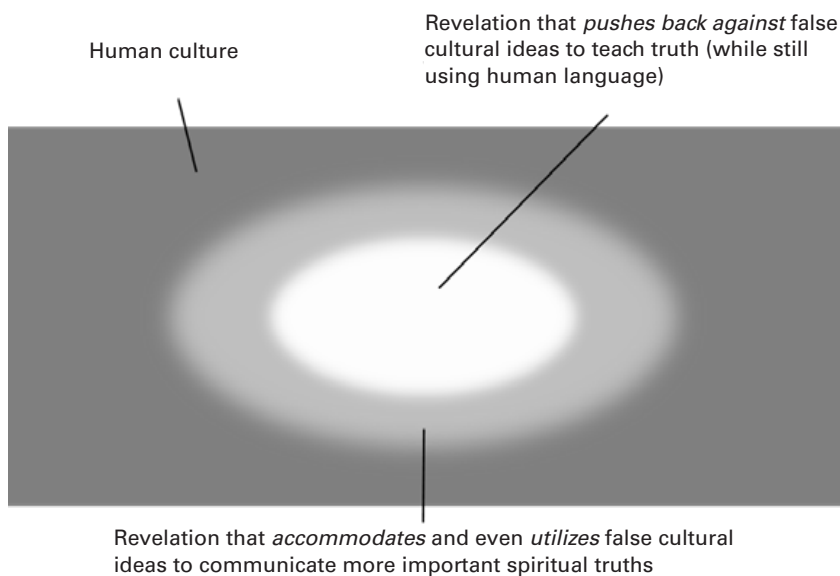 Human culture
Revelation that pushes back against false
cultural ideas to teach truth (while still
using human language)
Revelation that accommodates and even utilizes false cultural
ideas to communicate more important spiritual truths